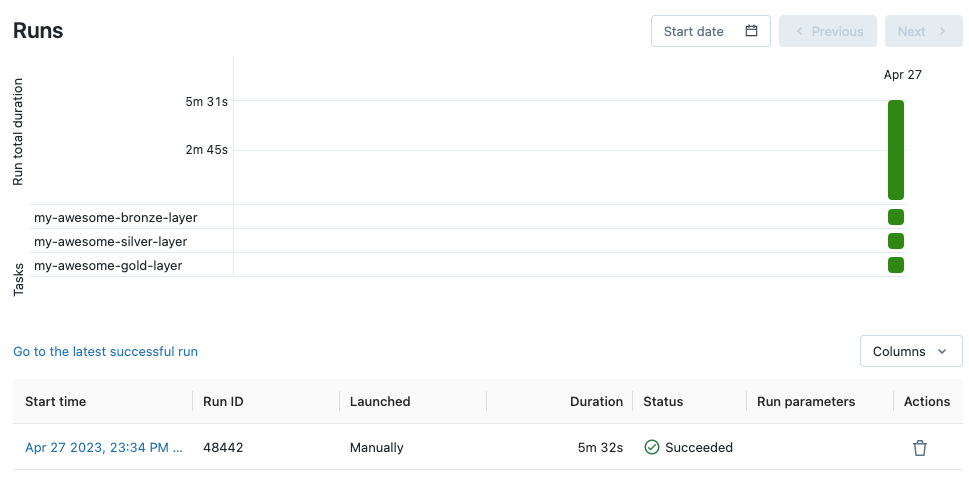 Runs
Start date
Previous
Next
Apr 27
Run total duration
5m 31s
2m 45s
Tasks
my-awesome-bronze-layer
my-awesome-silver-layer
my-awesome-gold-layer
Go to the latest successful run
Columns
Start time Run ID Launched Duration Status Run parameters Actions
Apr 27 2023, 23:34 PM ... 48442 Manually 5m 32s Succeeded